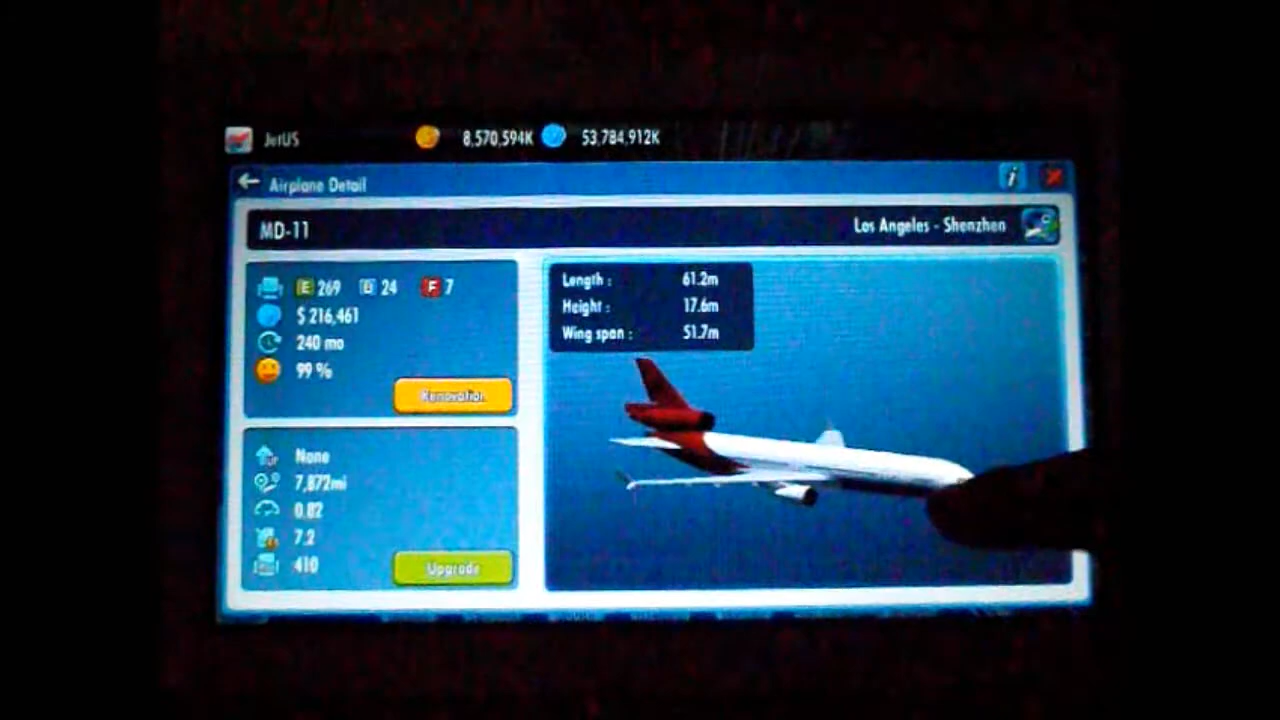 JetUS 8,570,594K 53,784,912K
Airplane Detail i
MD-11 Los Angeles - Shenzhen
E 269 B 24 F 7
$ 216,461
240 mo
99 %
Renovation
None
7,872mi
0.82
7.2
410
Upgrade
Length : 61.2m
Height : 17.6m
Wing span : 51.7m